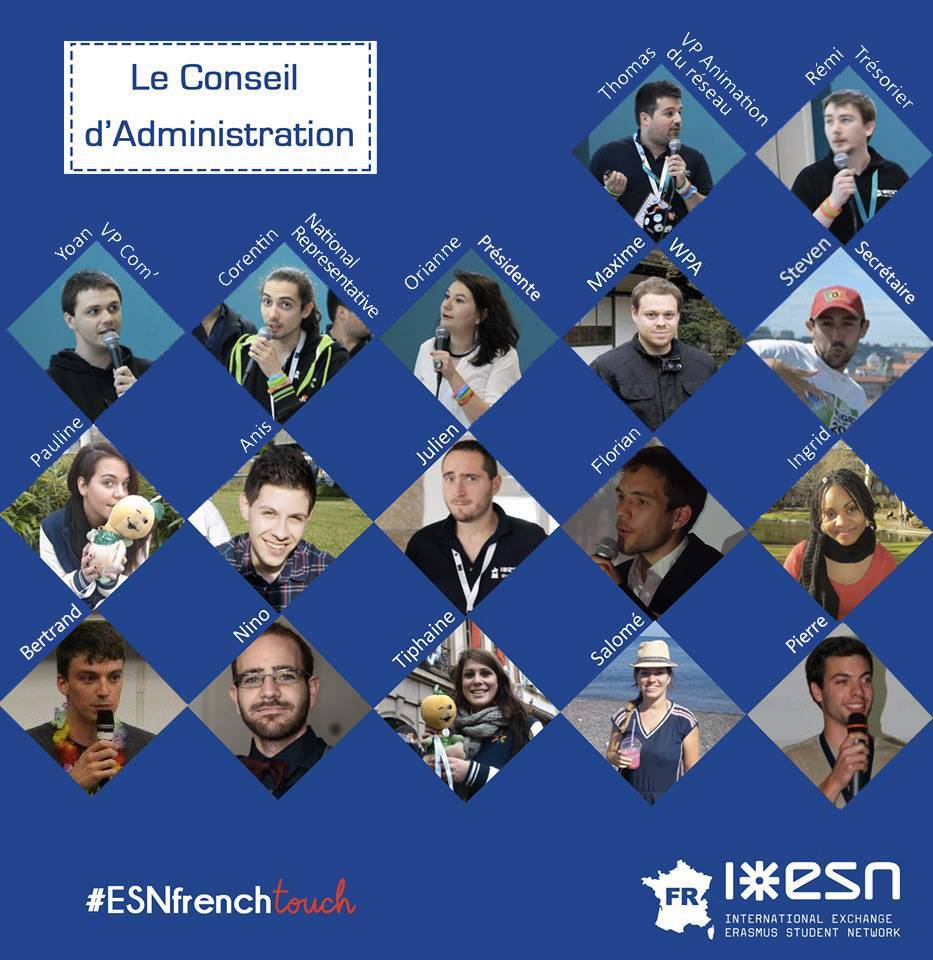 Le Conseil
d'Administration
Thomas
VP Animation
du réseau
Rémi
Trésorier
Yoan
VP Com'
Corentin
National
Representative
Orianne
Présidente
Maxime
WPA
Steven
Secrétaire
Pauline
Anis
Julien
Florian
Ingrid
Bertrand
Nino
Tiphaine
Salomé
Pierre
#ESNfrenchtouch
FR
esn
INTERNATIONAL EXCHANGE
ERASMUS STUDENT NETWORK